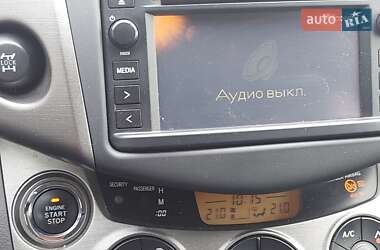 auto RIA
LOCK
MEDIA
>
<
Аудио выкл.
SECURITY PASSENGER H
M
:00
10:15
21.0 21.0
ENGINE
START
STOP
A/C